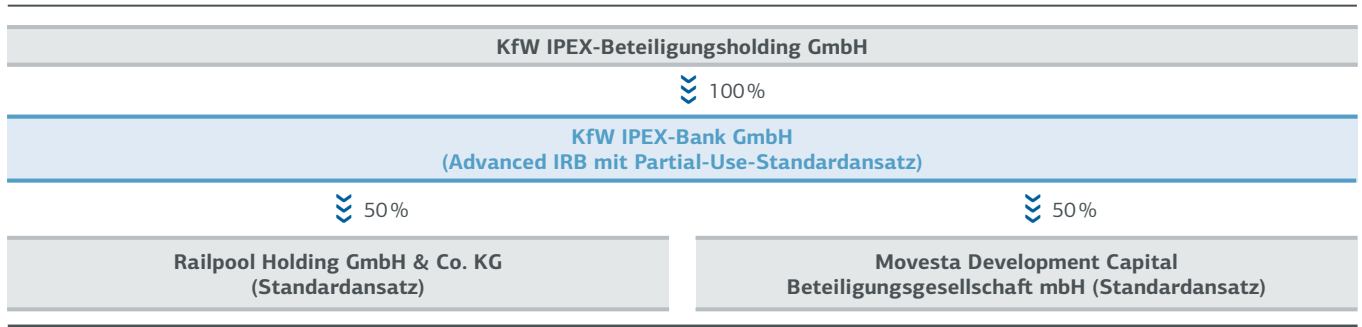 KfW IPEX-Beteiligungsholding GmbH
100%
KfW IPEX-Bank GmbH
(Advanced IRB mit Partial-Use-Standardansatz)
50%
50%
Railpool Holding GmbH & Co. KG
(Standardansatz)
Movesta Development Capital
Beteiligungsgesellschaft mbH (Standardansatz)